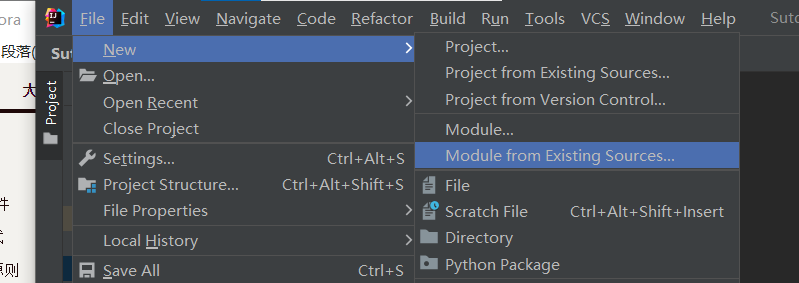 ora
File Edit View Navigate Code Refactor Build Run Tools VCS Window Help Suto
段落(
Su
大
Project
New
Open...
Open Recent
Close Project
Settings... Ctrl+Alt+S
Project Structure... Ctrl+Alt+Shift+S
File Properties
Local History
Save All Ctrl+S
Project...
Project from Existing Sources...
Project from Version Control...
Module...
Module from Existing Sources...
File
Scratch File Ctrl+Alt+Shift+Insert
Directory
Python Package
件
原则